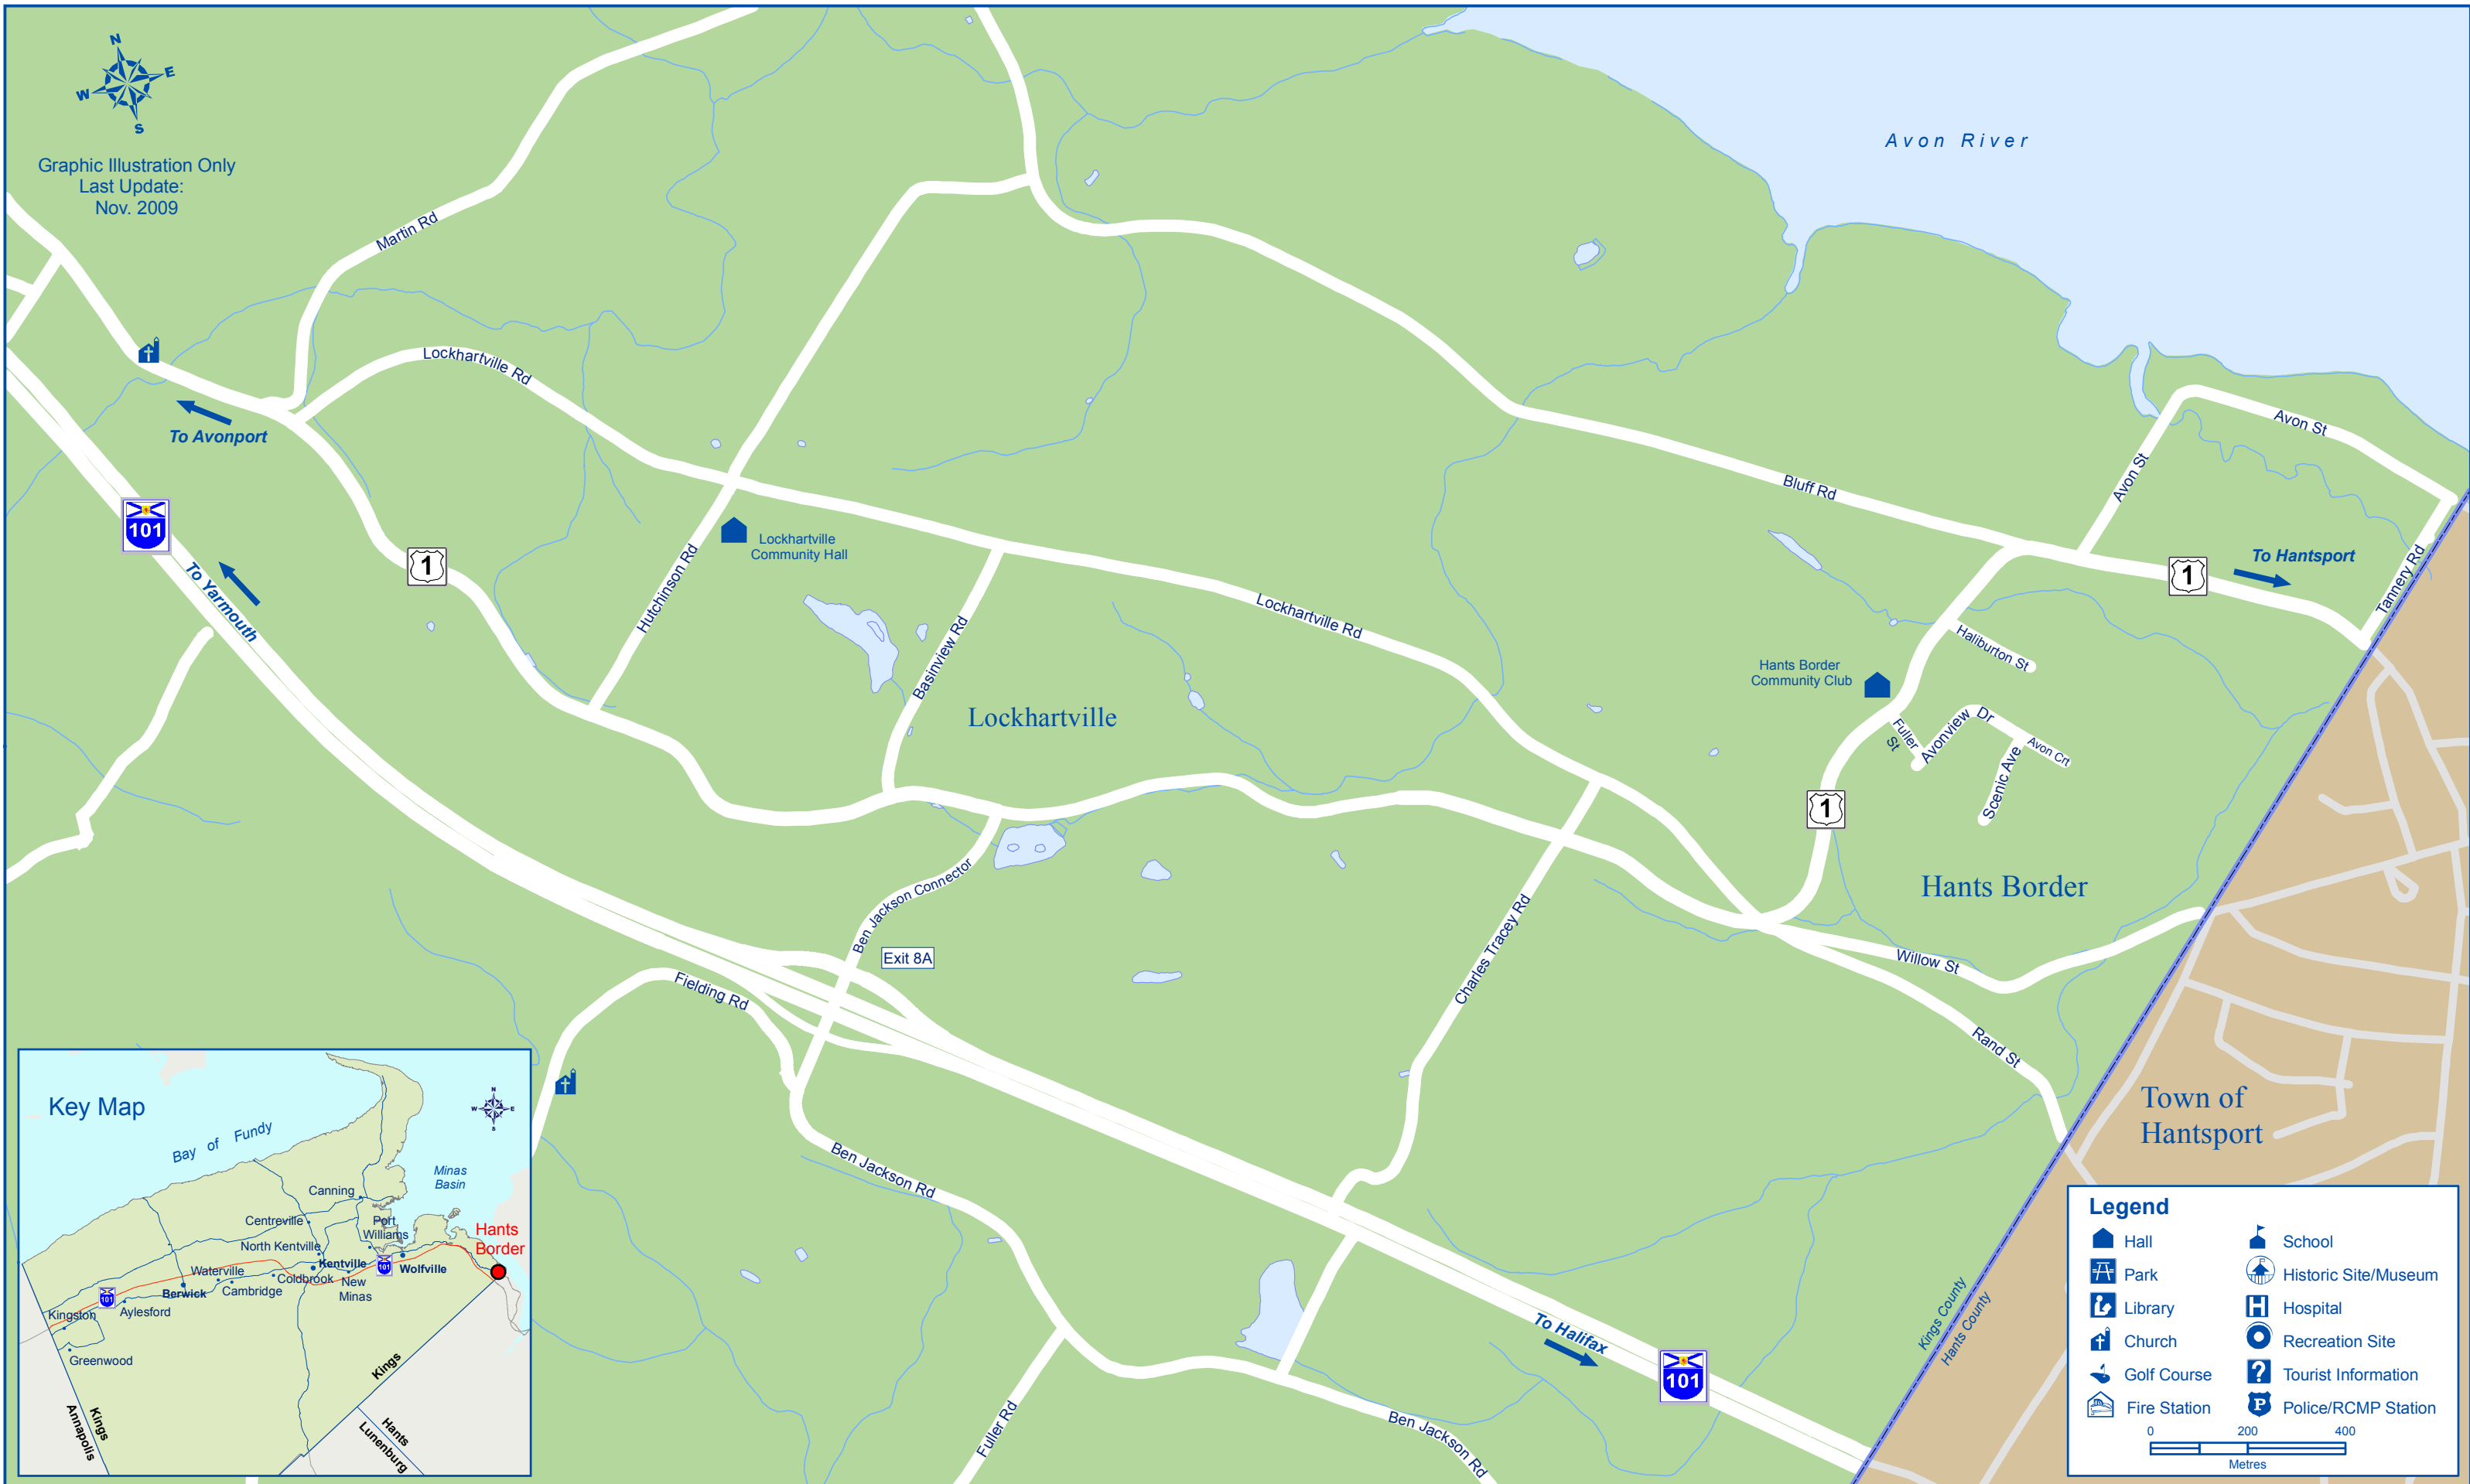 N
E
W
S
Graphic Illustration Only
Last Update:
Nov. 2009
Avon River
Martin Rd
Lockhartville Rd
To Avonport
101
To Yarmouth
1
Hutchinson Rd
Lockhartville
Community Hall
Basinview Rd
Lockhartville
Lockhartville Rd
Bluff Rd
Avon St
Avon St
1
To Hantsport
Tannery Rd
Haliburton St
Hants Border
Community Club
Fuller
St
Avonview Dr
Avon Crt
Scenic Ave
1
Hants Border
Ben Jackson Connector
Exit 8A
Fielding Rd
Charles Tracey Rd
Willow St
Rand St
Town of
Hantsport
Ben Jackson Rd
Fuller Rd
To Halifax
101
Ben Jackson Rd
Kings County
Hants County
Key Map
N
W
E
S
Bay of Fundy
Minas
Basin
Canning
Centreville
Port
Williams
North Kentville
Kentville
101
Wolfville
Hants
Border
Waterville
Coldbrook
New
Minas
Berwick
Cambridge
101
Aylesford
Kingston
Greenwood
Kings
Annapolis
Kings
Hants
Lunenburg
Legend
Hall
School
Park
Historic Site/Museum
Library
H
Hospital
Church
Recreation Site
Golf Course
?
Tourist Information
Fire Station
P
Police/RCMP Station
0 200 400
Metres